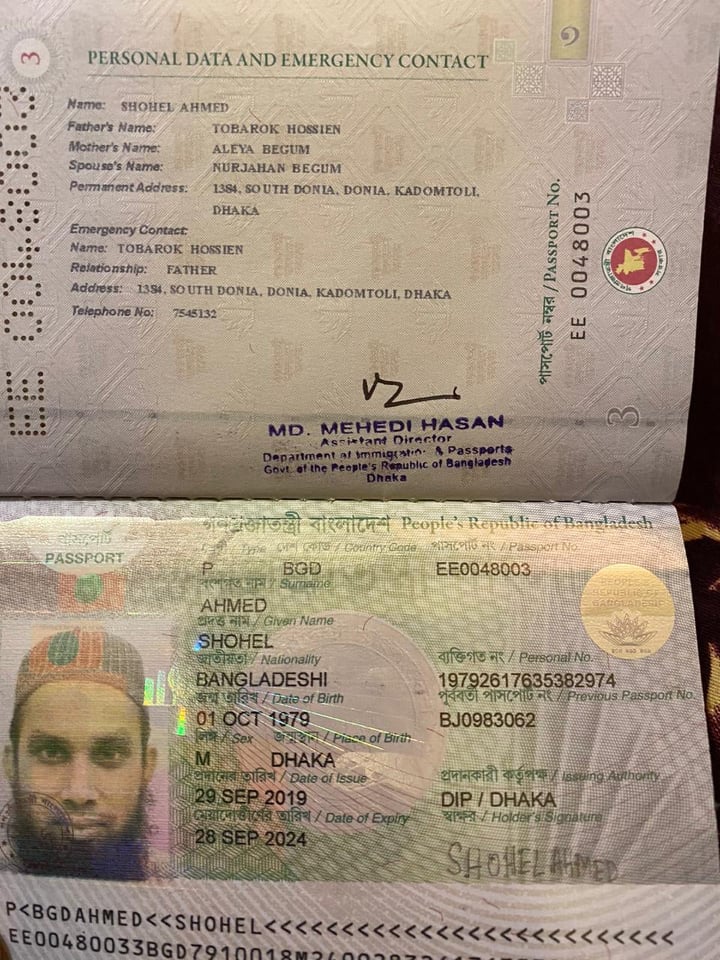 3
PERSONAL DATA AND EMERGENCY CONTACT
Name: SHOHEL AHMED
Father's Name: TOBAROK HOSSIEN
Mother's Name: ALEYA BEGUM
Spouse's Name: NURJAHAN BEGUM
Permanent Address: 1384, SOUTH DONIA, DONIA, KADOMTOLI,
DHAKA
Emergency Contact:
Name: TOBAROK HOSSIEN
Relationship: FATHER
Address: 1384, SOUTH DONIA, DONIA, KADOMTOLI, DHAKA
Telephone No: 7545132
MD. MEHEDI HASAN
Assistant Director
Department of Immigration & Passports
Govt. of the People's Republic of Bangladesh
Dhaka
পাসপোর্ট নম্বর / PASSPORT No.
EE 0048003
3
EE 0048003
গণপ্রজাতন্ত্রী বাংলাদেশ People's Republic of Bangladesh
পাসপোর্ট
PASSPORT
Type দেশ কোড / Country Code পাসপোর্ট নং / Passport No.
P BGD EE0048003
বংশগত নাম / Surname
AHMED
প্রদত্ত নাম / Given Name
SHOHEL
জাতীয়তা / Nationality ব্যক্তিগত নং / Personal No.
BANGLADESHI 19792617635382974
জন্ম তারিখ / Date of Birth পূর্ববর্তী পাসপোর্ট নং / Previous Passport No.
01 OCT 1979 BJ0983062
লিঙ্গ / Sex জন্মস্থান / Place of Birth
M DHAKA
প্রদানের তারিখ / Date of Issue প্রদানকারী কর্তৃপক্ষ / Issuing Authority
29 SEP 2019 DIP / DHAKA
মেয়াদোত্তীর্ণের তারিখ / Date of Expiry স্বাক্ষর / Holder's Signature
28 SEP 2024 SHOHEL AHMED
PEOPLE'S
REPUBLIC OF
BANGLADESH
P<BGDAHMED<<SHOHEL<<<<<<<<<<<<<<<<<<<<<<<<<<